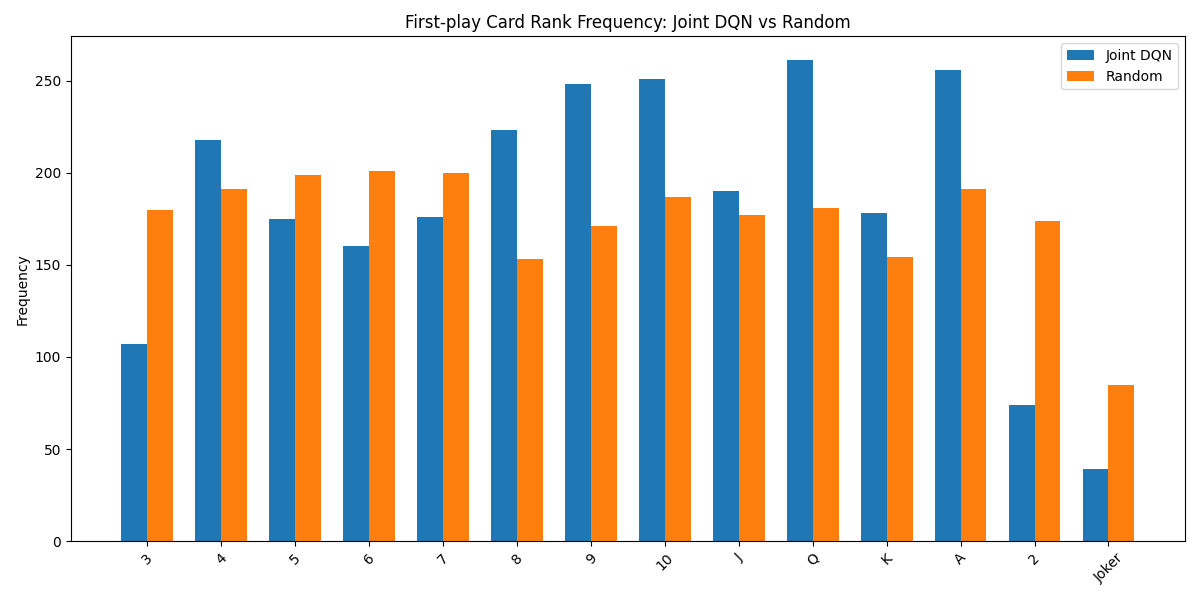 First-play Card Rank Frequency: Joint DQN vs Random
Joint DQN
Random
Frequency
250
200
150
100
50
0
3 4 5 6 7 8 9 10 J Q K A 2 Joker